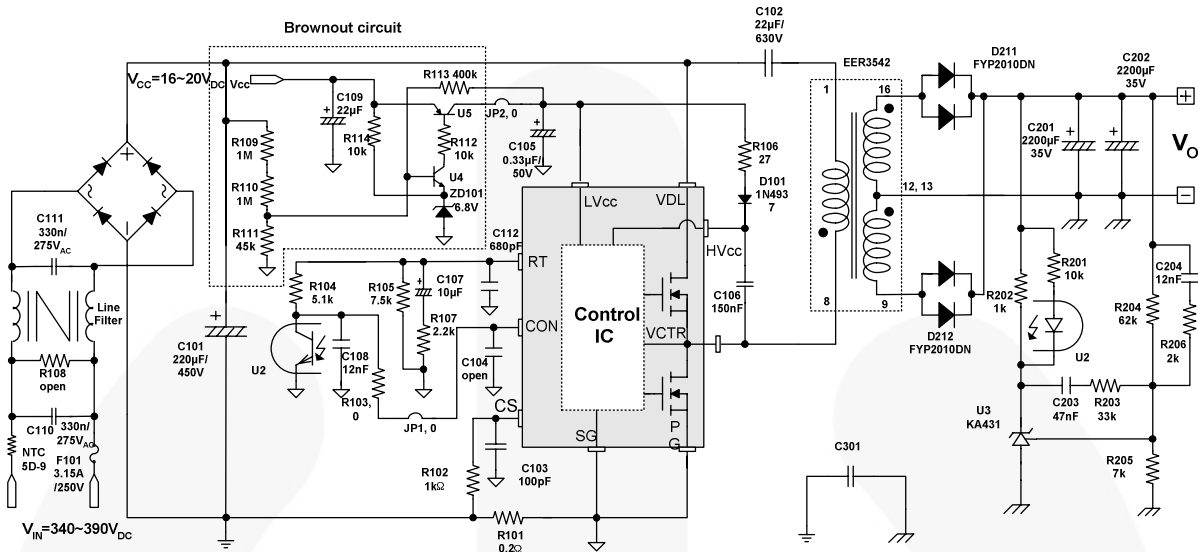 Brownout circuit
C102
22µF/
630V
V_CC=16~20V_DC
Vcc
R113 400k
EER3542
D211
FYP2010DN
C202
2200µF
35V
C109
22µF
U5
JP2, 0
1
16
+
R109
1M
R114
10k
R112
10k
C105
0.33µF/
50V
R106
27
C201
2200µF
35V
V_O
U4
D101
1N493
7
R110
1M
ZD101
6.8V
LVcc
VDL
12, 13
-
C111
330n/
275V_AC
R111
45k
C112
680pF
HVcc
RT
R104
5.1k
R105
7.5k
C107
10µF
C106
150nF
R201
10k
C204
12nF
Line
Filter
R107
2.2k
CON
Control
IC
VCTR
8
9
R202
1k
R204
62k
C101
220µF/
450V
U2
C108
12nF
C104
open
D212
FYP2010DN
U2
R206
2k
R108
open
R103,
0
JP1, 0
CS
C203
47nF
R203
33k
C110
330n/
275V_AC
SG
P
G
U3
KA431
NTC
5D-9
F101
3.15A
/250V
R102
1kΩ
C103
100pF
C301
R205
7k
V_IN=340~390V_DC
R101
0.2Ω